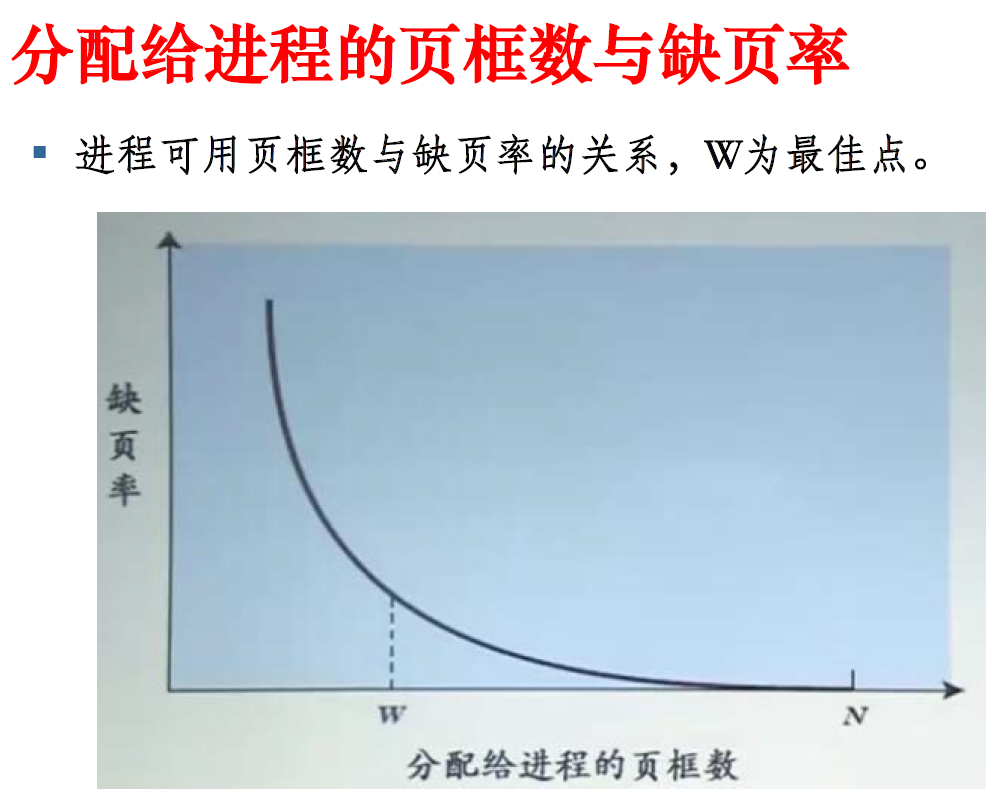 分配给进程的页框数与缺页率
进程可用页框数与缺页率的关系，W为最佳点。
缺页率
W
N
分配给进程的页框数